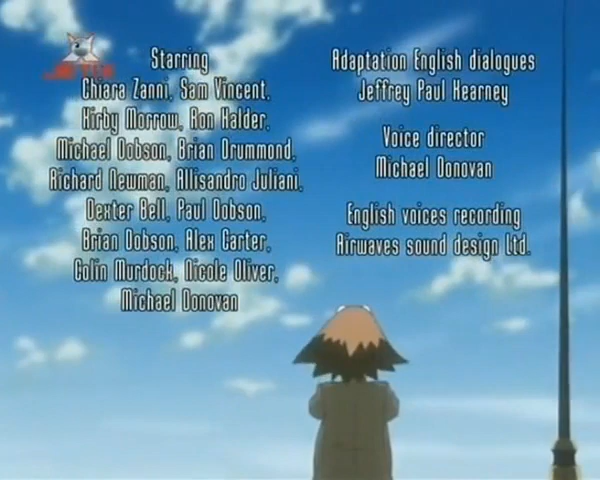 JETIX
Starring
Chiara Zanni, Sam Vincent,
Kirby Morrow, Ron Halder,
Michael Dobson, Brian Drummond,
Richard Newman, Allisandro Juliani,
Dexter Bell, Paul Dobson,
Brian Dobson, Alex Carter,
Colin Murdock, Nicole Oliver,
Michael Donovan
Adaptation English dialogues
Jeffrey Paul Kearney
Voice director
Michael Donovan
English voices recording
Airwaves sound design Ltd.